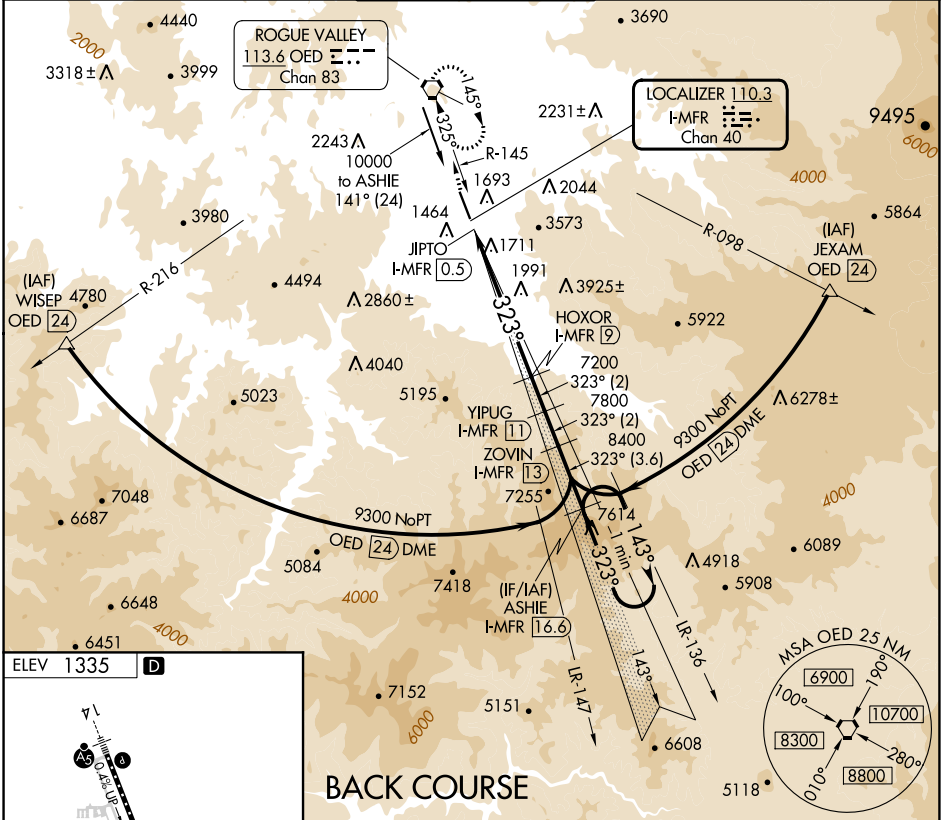 4440
3690
2000
3318 ±
3999
ROGUE VALLEY
113.6 OED
Chan 83
145°
325°
2231±
LOCALIZER 110.3
I-MFR
Chan 40
9495
6000
2243
10000
to ASHIE
141° (24)
R-145
1693
2044
4000
5864
3980
1464
3573
R-098
(IAF)
JEXAM
OED 24
R-216
JIPTO
I-MFR 0.5
1711
1991
(IAF)
WISEP
OED 24
4780
4494
2860 ±
3925±
323°
HOXOR
I-MFR 9
5922
4040
7200
323° (2)
5023
5195
7800
323° (2)
6278±
YIPUG
I-MFR 11
8400
323° (3.6)
9300 NoPT
OED 24 DME
ZOVIN
I-MFR 13
7255
7048
6687
9300 NoPT
OED 24 DME
7614
1 min
143°
323°
4000
5084
7418
4918
6089
5908
(IF/IAF)
ASHIE
I-MFR 16.6
6648
4000
4000
6451
LR-147
143°
LR-136
ELEV 1335 D
MSA OED 25 NM
6900
190°
100°
10700
8300
280°
8800
010°
14
A5
0.4% UP
7152
6000
5151
6608
5118
BACK COURSE